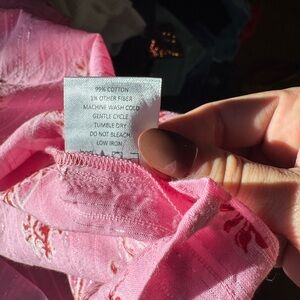 99% COTTON
1% OTHER FIBER
MACHINE WASH COLD
GENTLE CYCLE
TUMBLE DRY
DO NOT BLEACH
LOW IRON